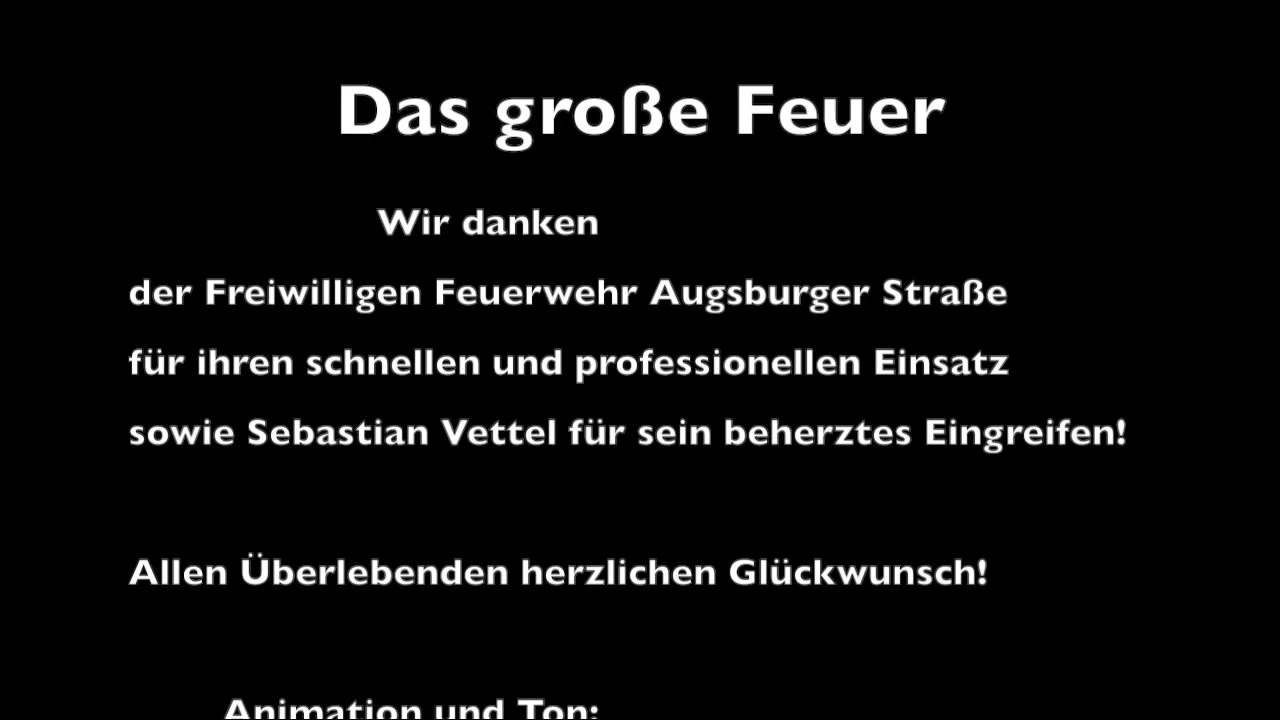 Das große Feuer
Wir danken
der Freiwilligen Feuerwehr Augsburger Straße
für ihren schnellen und professionellen Einsatz
sowie Sebastian Vettel für sein beherztes Eingreifen!
Allen Überlebenden herzlichen Glückwunsch!
Animation und Ton: